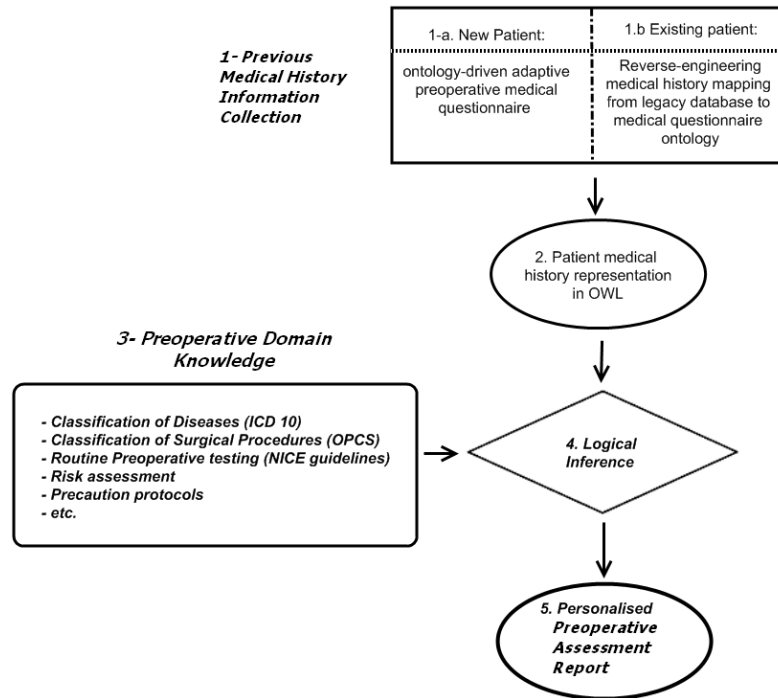 1- Previous
Medical History
Information
Collection
1-a. New Patient:
ontology-driven adaptive
preoperative medical
questionnaire
1.b Existing patient:
Reverse-engineering
medical history mapping
from legacy database to
medical questionnaire
ontology
2. Patient medical
history representation
in OWL
3- Preoperative Domain
Knowledge
- Classification of Diseases (ICD 10)
- Classification of Surgical Procedures (OPCS)
- Routine Preoperative testing (NICE guidelines)
- Risk assessment
- Precaution protocols
- etc.
4. Logical
Inference
5. Personalised
Preoperative
Assessment
Report